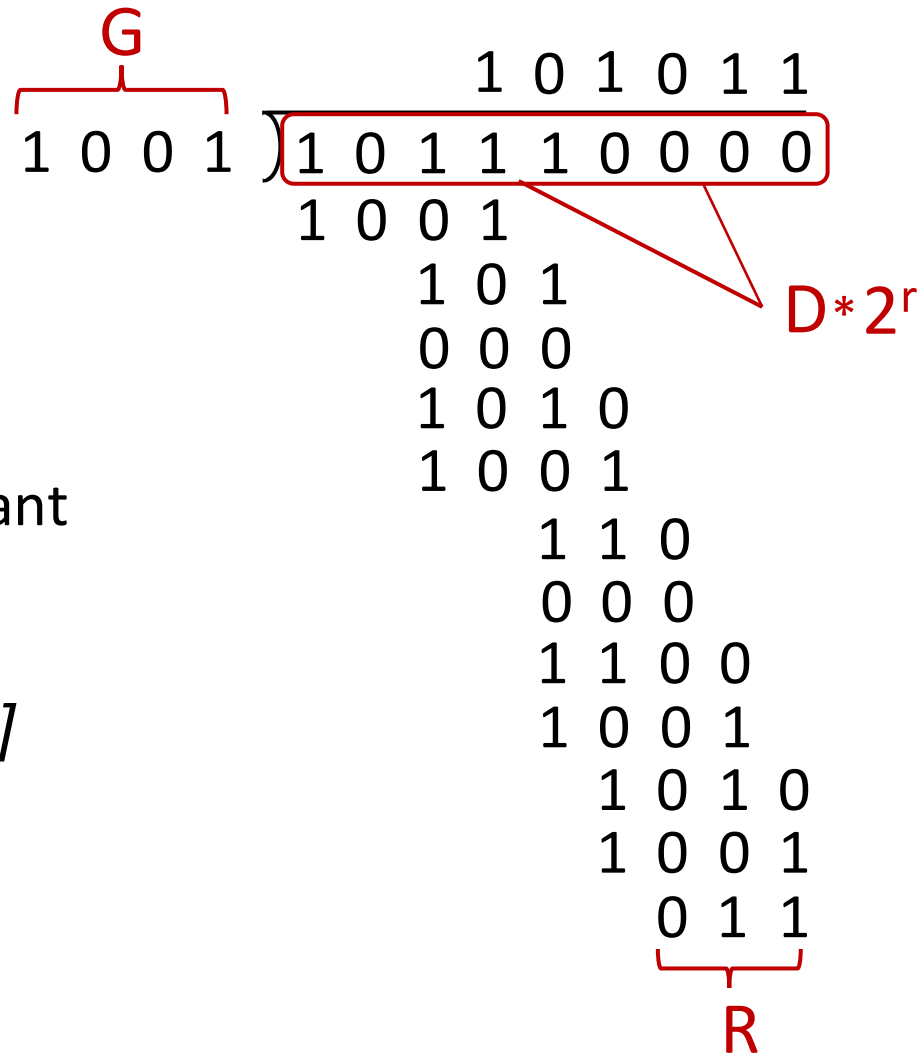 G
1 0 1 0 1 1
1 0 0 1 1 0 1 1 1 0 0 0 0
1 0 0 1
1 0 1
D*2ʳ
0 0 0
1 0 1 0
1 0 0 1
ant
1 1 0
0 0 0
1 1 0 0
]
1 0 0 1
1 0 1 0
1 0 0 1
0 1 1
R